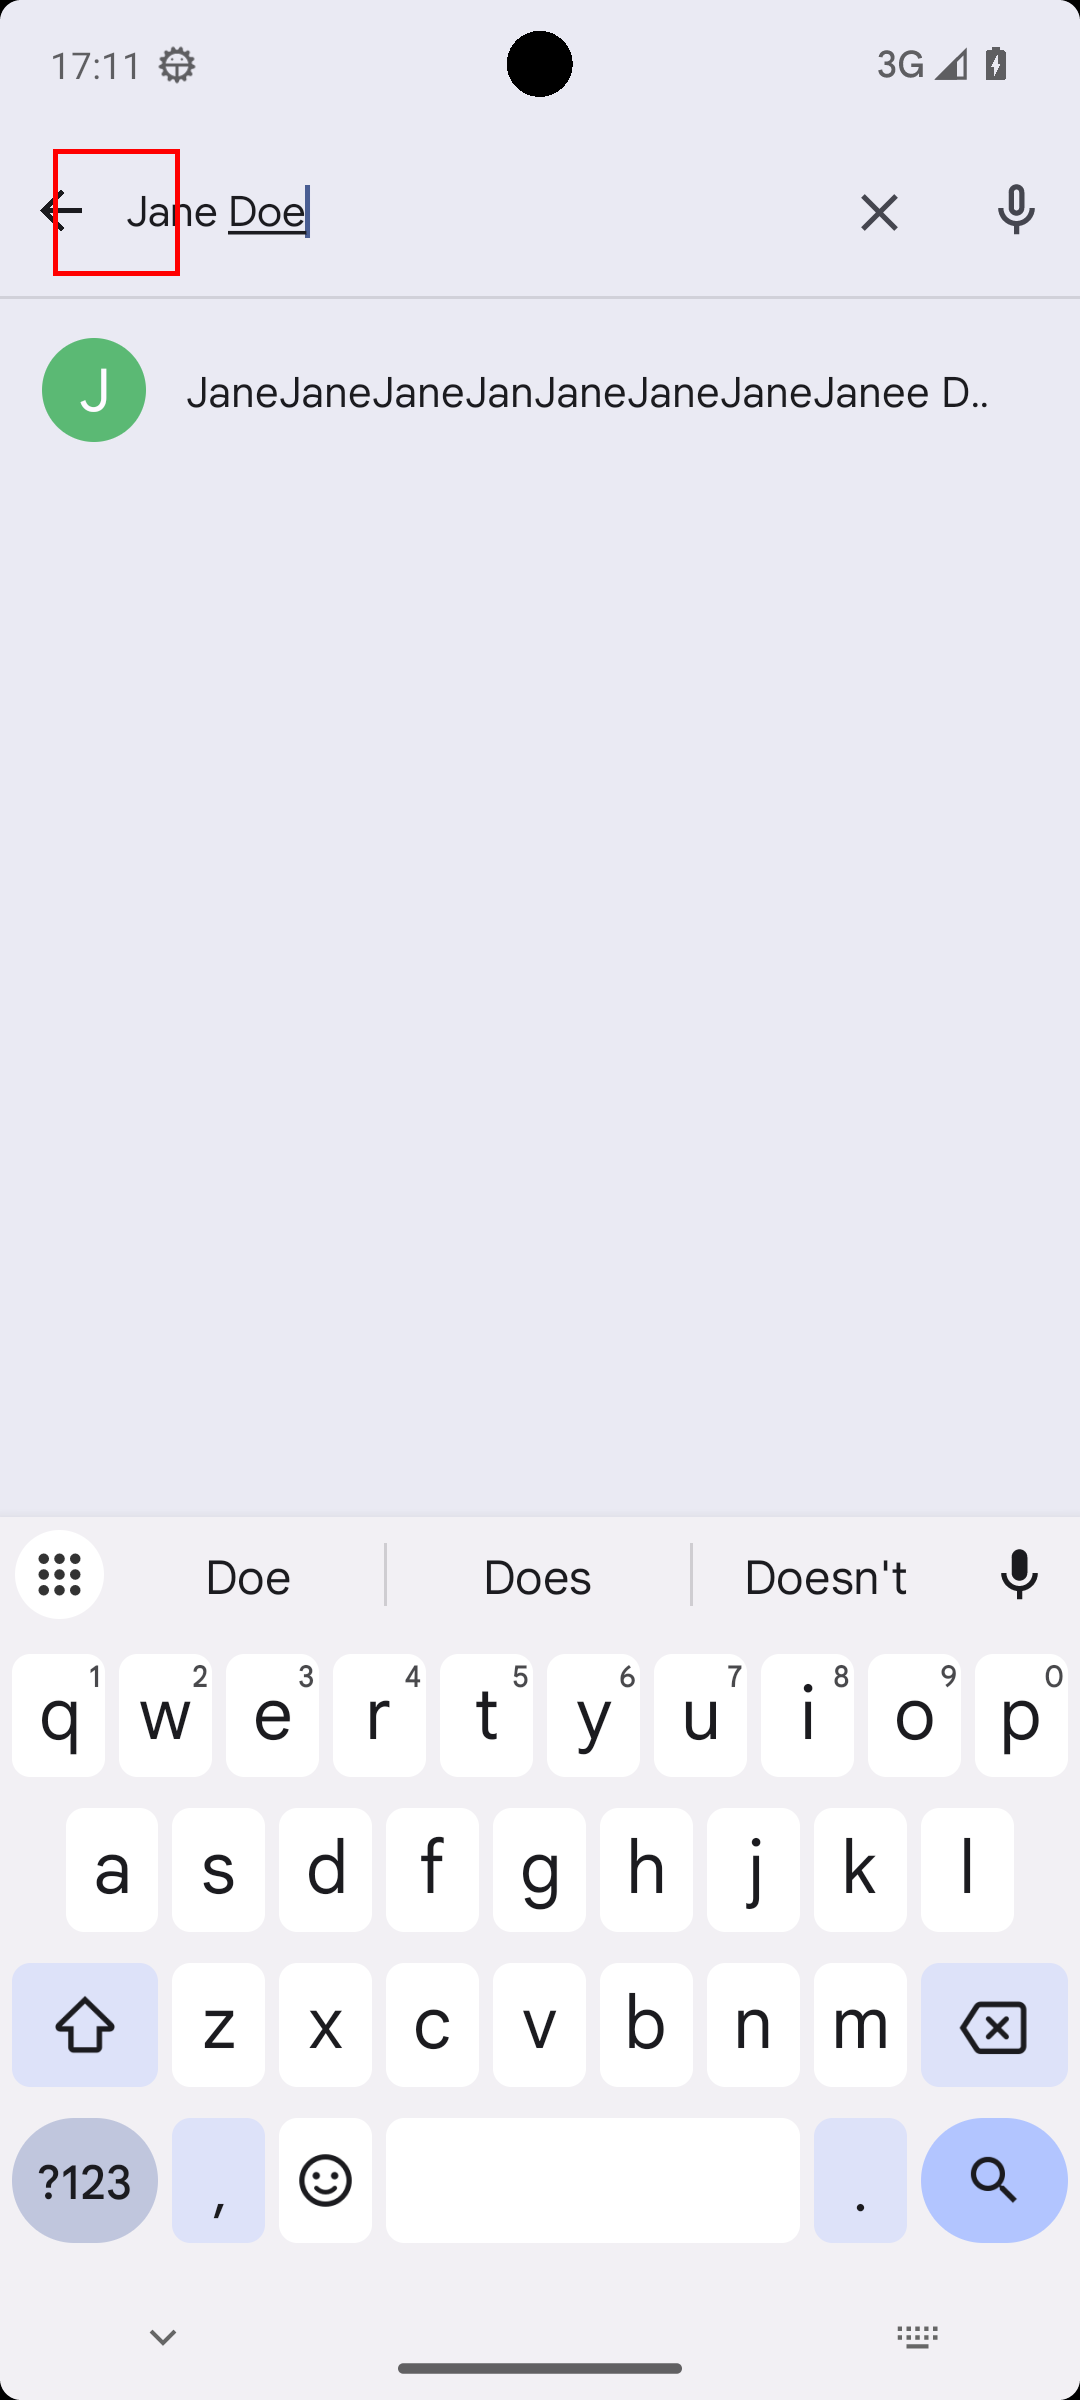 17:11 3G
Jane Doe
J JaneJaneJaneJanJaneJaneJaneJanee D..
Doe Does Doesn't
q 1 w 2 e 3 r 4 t 5 y 6 u 7 i 8 o 9 p 0
a s d f g h j k l
z x c v b n m
?123 , .